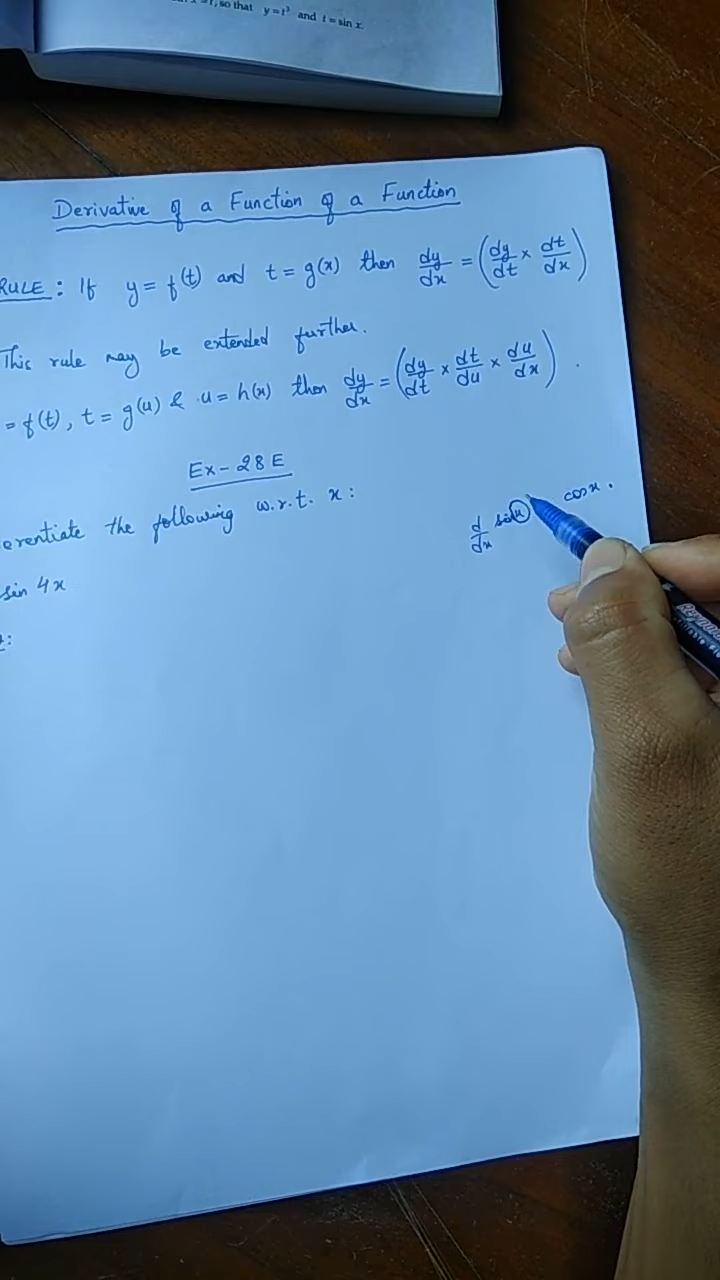 so that y=t³ and t=sin x.
Derivative of a Function of a Function
RULE : If y = f(t) and t = g(x) then dy/dx = (dy/dt × dt/dx)
This rule may be extended further.
= f(t), t = g(u) & u = h(x) then dy/dx = (dy/dt × dt/du × du/dx) .
Ex - 28 E
erentiate the following w.r.t. x :
d/dx sin x cos x .
sin 4x